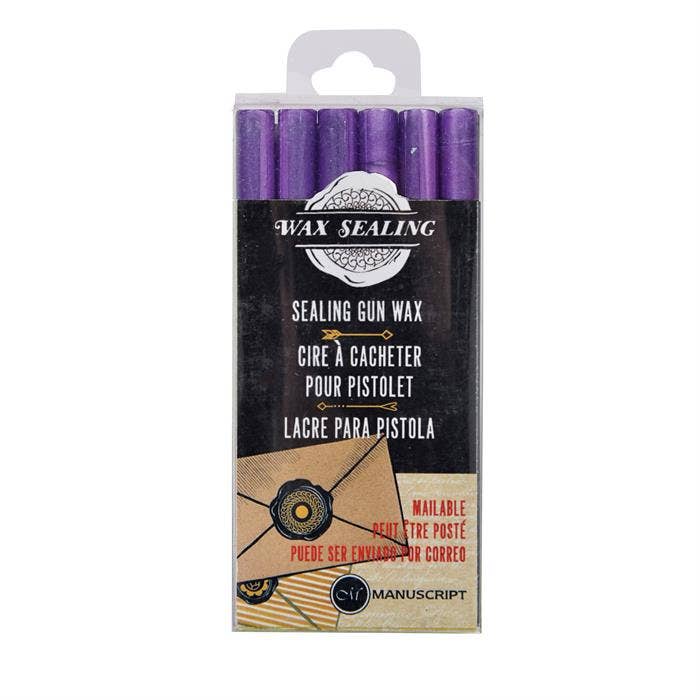 WAX SEALING
SEALING GUN WAX
CIRE À CACHETER
POUR PISTOLET
LACRE PARA PISTOLA
MAILABLE
PEUT ÊTRE POSTÉ
PUEDE SER ENVIADO POR CORREO
M MANUSCRIPT